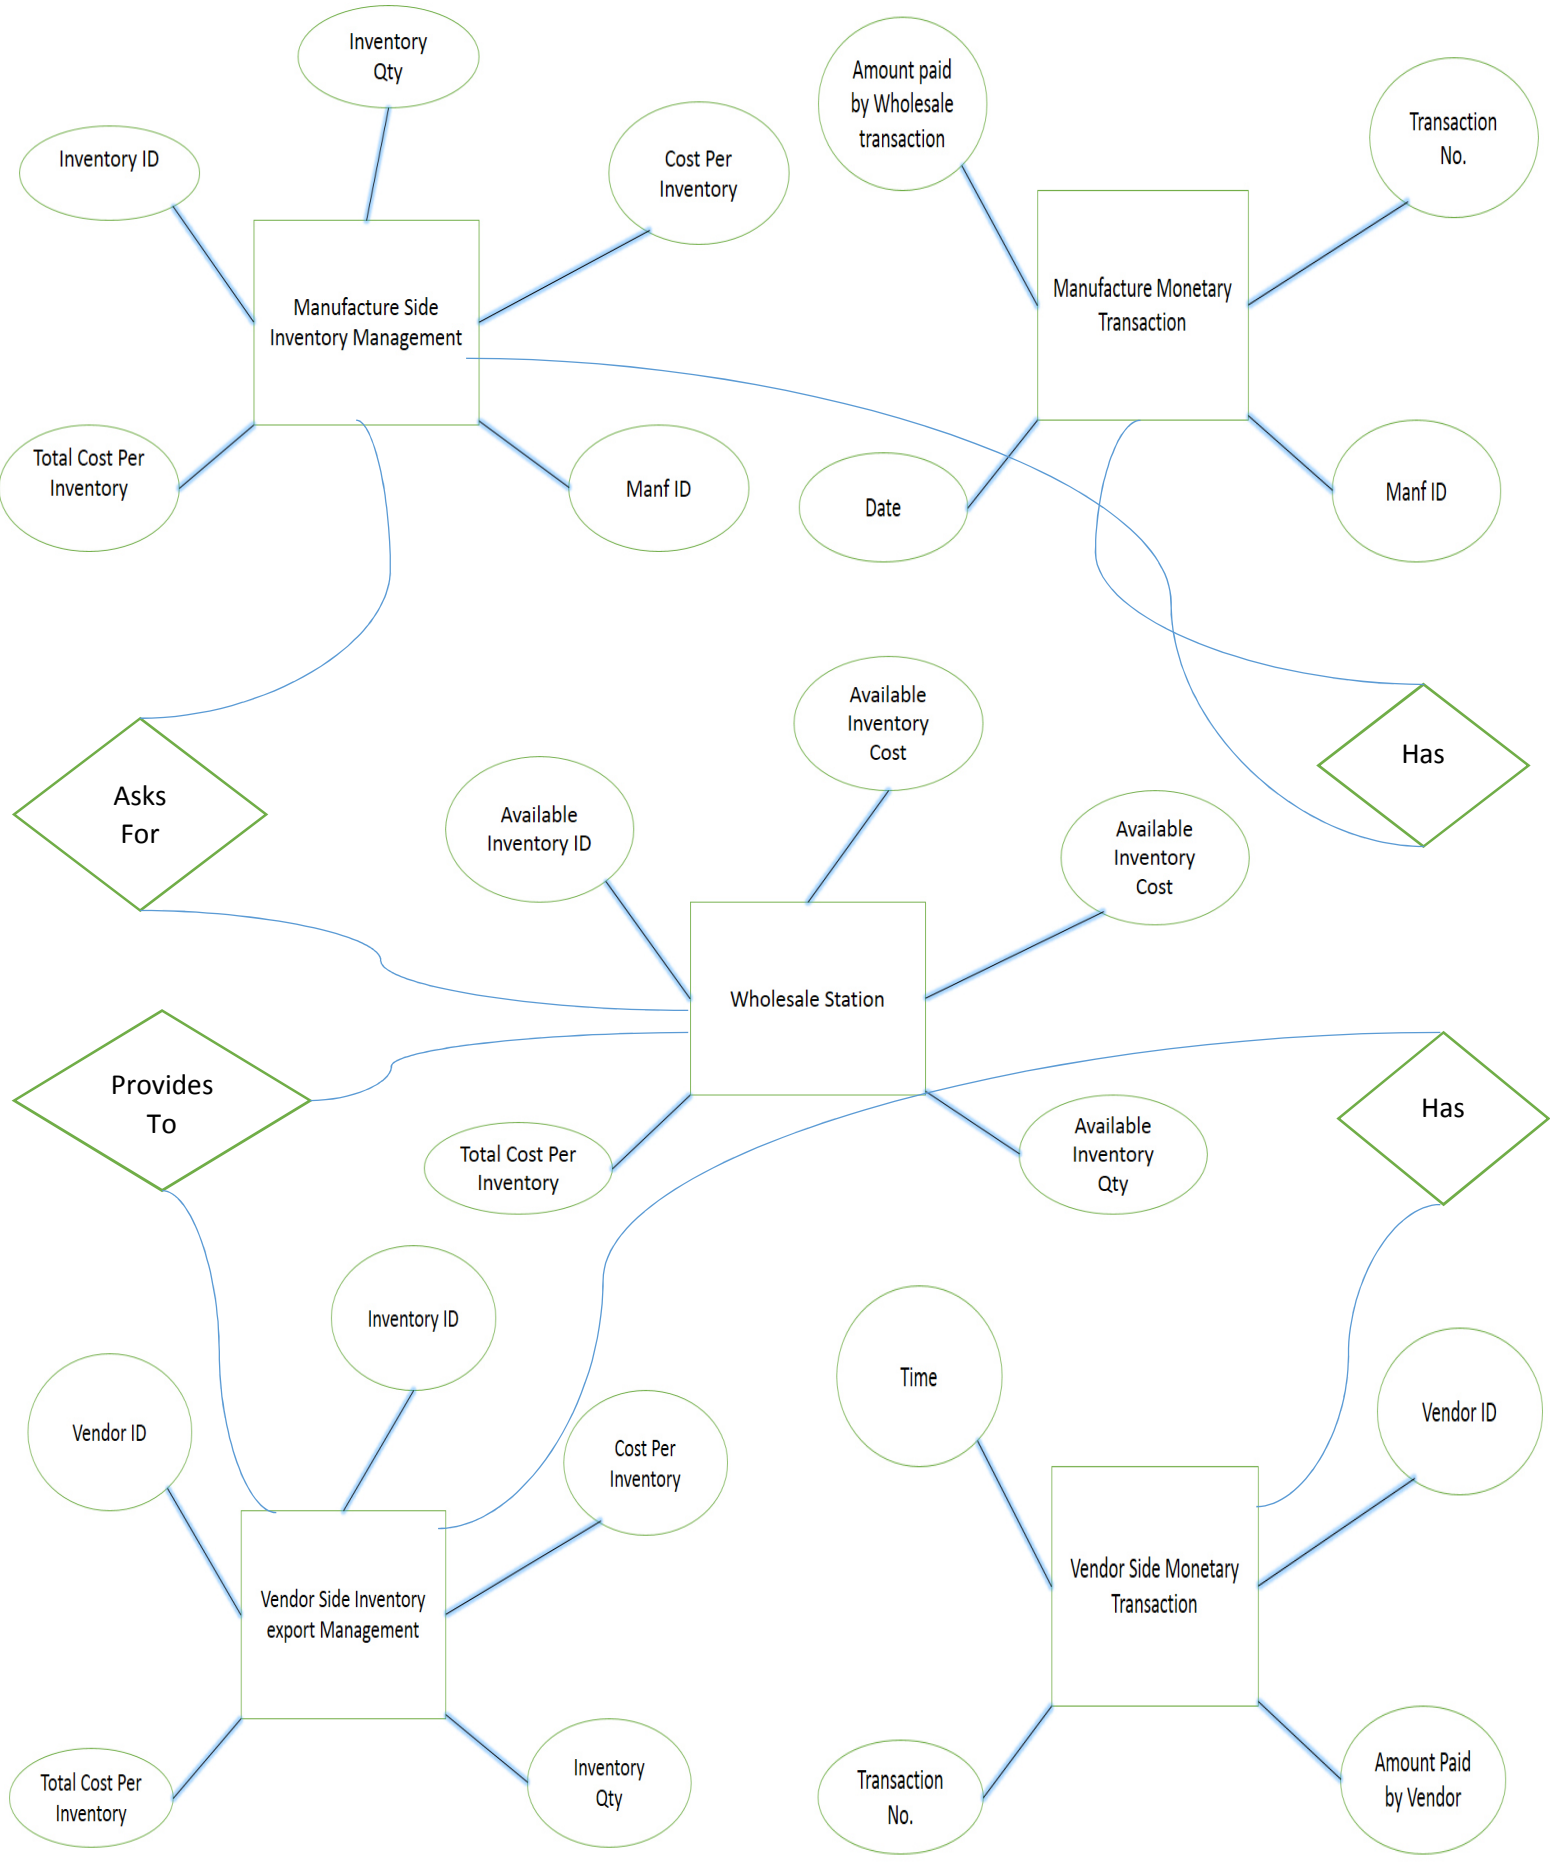 Inventory
Qty
Amount paid
by Wholesale
transaction
Transaction
No.
Inventory ID
Cost Per
Inventory
Manufacture Side
Inventory Management
Manufacture Monetary
Transaction
Total Cost Per
Inventory
Manf ID
Date
Manf ID
Asks
For
Available
Inventory
Cost
Has
Available
Inventory ID
Available
Inventory
Cost
Wholesale Station
Provides
To
Has
Total Cost Per
Inventory
Available
Inventory
Qty
Inventory ID
Time
Vendor ID
Cost Per
Inventory
Vendor ID
Vendor Side Inventory
export Management
Vendor Side Monetary
Transaction
Total Cost Per
Inventory
Inventory
Qty
Transaction
No.
Amount Paid
by Vendor